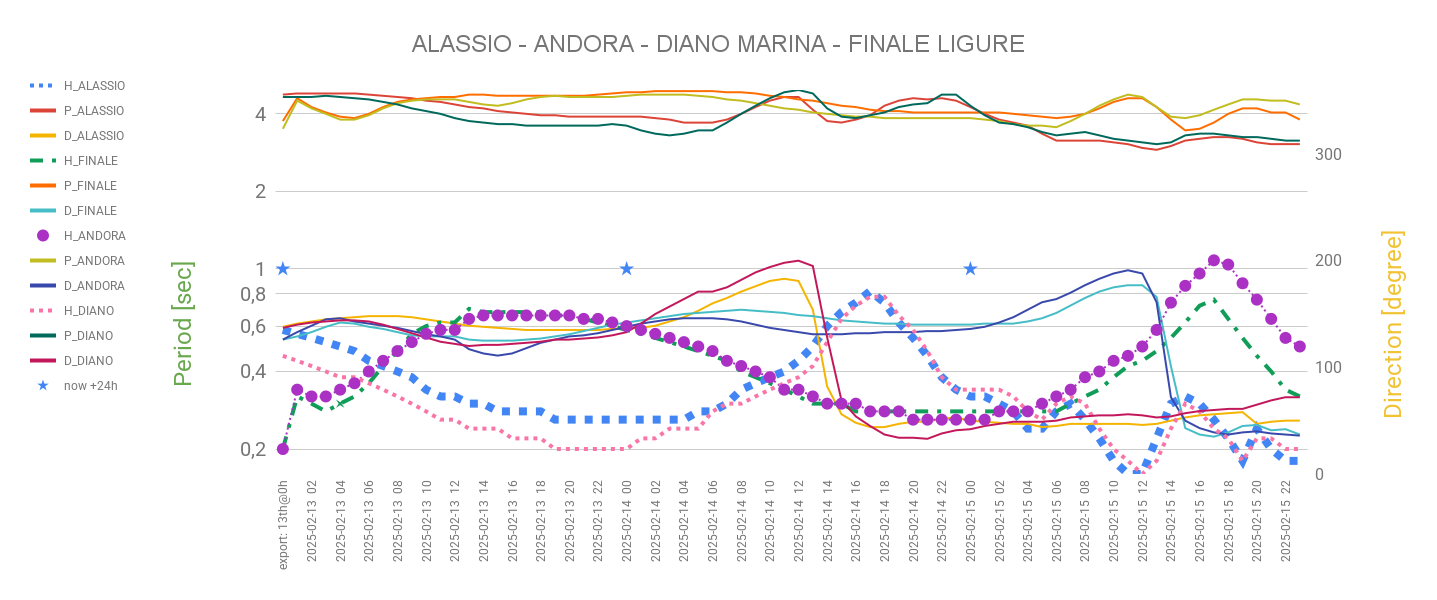 ALASSIO - ANDORA - DIANO MARINA - FINALE LIGURE
H_ALASSIO
P_ALASSIO
D_ALASSIO
H_FINALE
P_FINALE
D_FINALE
H_ANDORA
P_ANDORA
D_ANDORA
H_DIANO
P_DIANO
D_DIANO
now +24h
Period [sec]
4
2
1
0,8
0,6
0,4
0,2
300
200
100
0
Direction [degree]
export: 13th@0h
2025-02-13 02
2025-02-13 04
2025-02-13 06
2025-02-13 08
2025-02-13 10
2025-02-13 12
2025-02-13 14
2025-02-13 16
2025-02-13 18
2025-02-13 20
2025-02-13 22
2025-02-14 00
2025-02-14 02
2025-02-14 04
2025-02-14 06
2025-02-14 08
2025-02-14 10
2025-02-14 12
2025-02-14 14
2025-02-14 16
2025-02-14 18
2025-02-14 20
2025-02-14 22
2025-02-15 00
2025-02-15 02
2025-02-15 04
2025-02-15 06
2025-02-15 08
2025-02-15 10
2025-02-15 12
2025-02-15 14
2025-02-15 16
2025-02-15 18
2025-02-15 20
2025-02-15 22